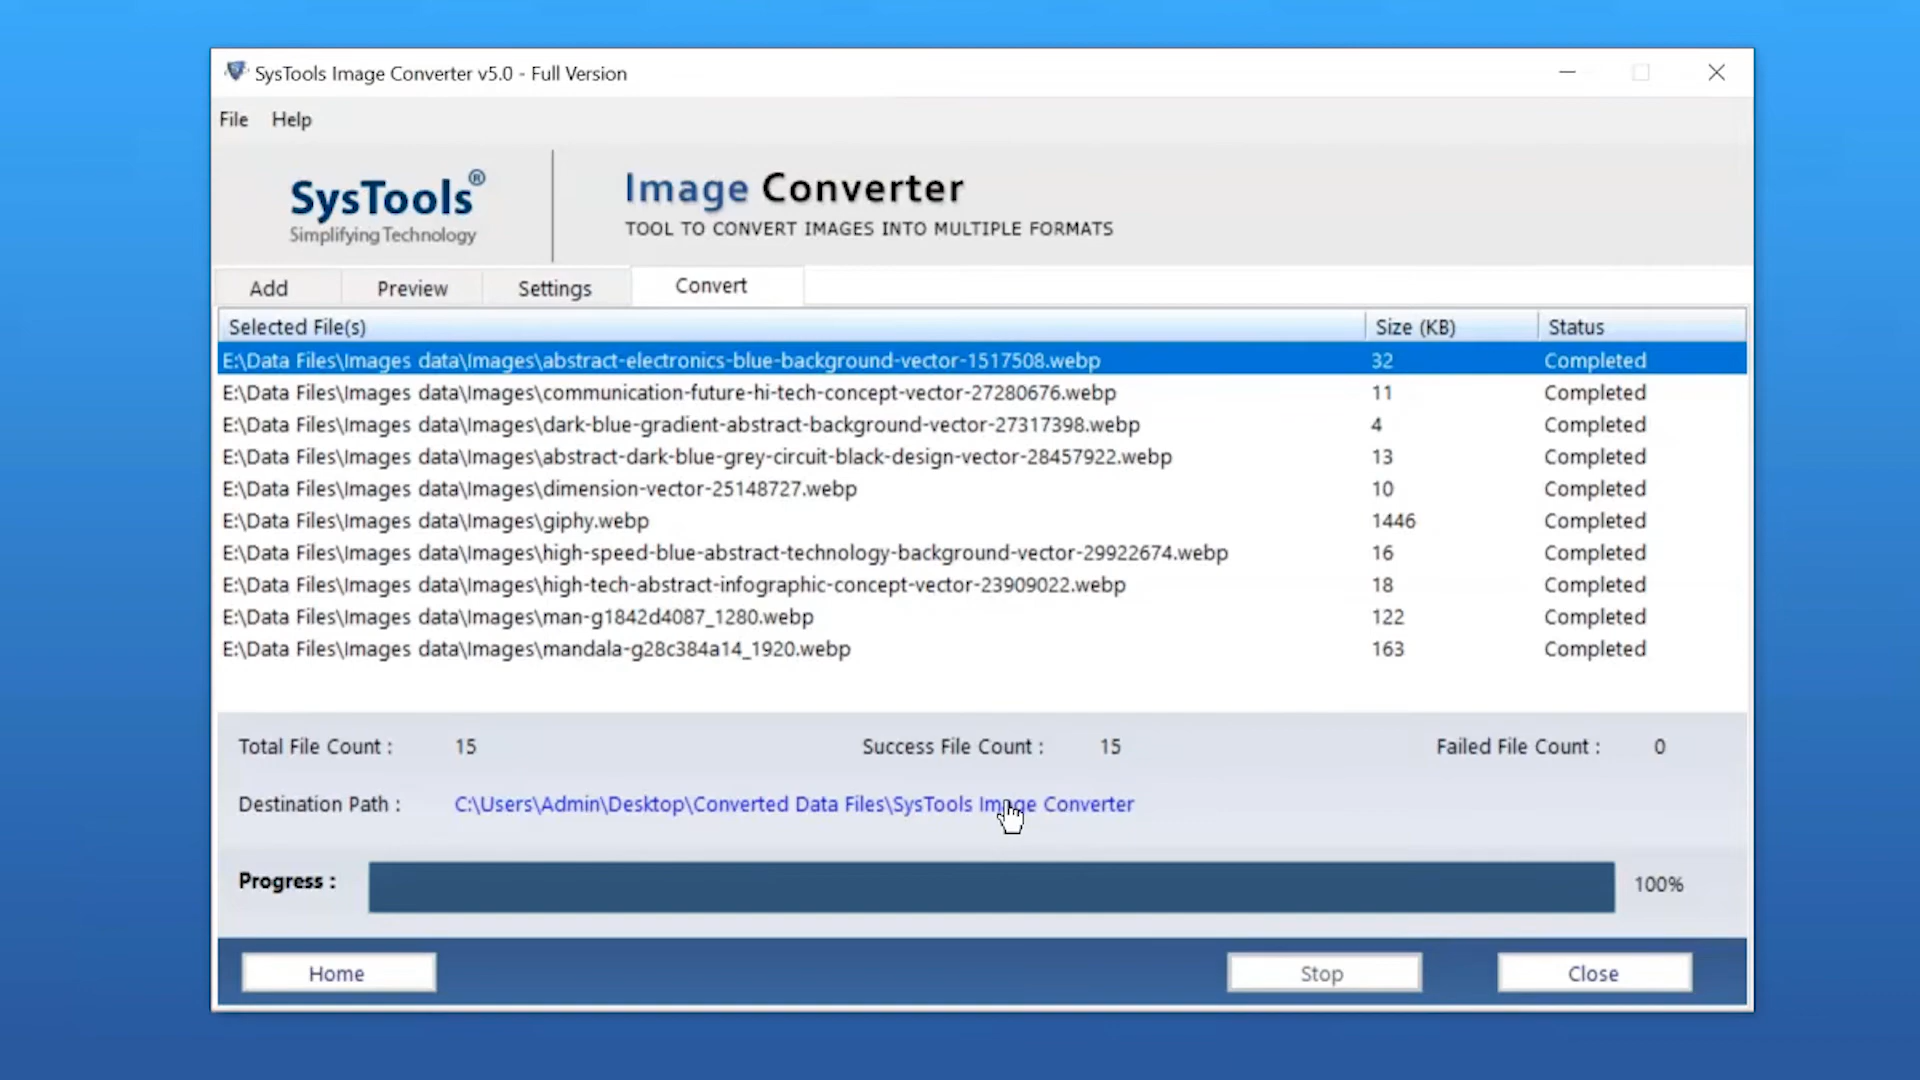 SysTools Image Converter v5.0 - Full Version
File Help
SysTools®
Simplifying Technology
Image Converter
TOOL TO CONVERT IMAGES INTO MULTIPLE FORMATS
Add Preview Settings Convert
Selected File(s) Size (KB) Status
E:\Data Files\Images data\Images\abstract-electronics-blue-background-vector-1517508.webp 32 Completed
E:\Data Files\Images data\Images\communication-future-hi-tech-concept-vector-27280676.webp 11 Completed
E:\Data Files\Images data\Images\dark-blue-gradient-abstract-background-vector-27317398.webp 4 Completed
E:\Data Files\Images data\Images\abstract-dark-blue-grey-circuit-black-design-vector-28457922.webp 13 Completed
E:\Data Files\Images data\Images\dimension-vector-25148727.webp 10 Completed
E:\Data Files\Images data\Images\giphy.webp 1446 Completed
E:\Data Files\Images data\Images\high-speed-blue-abstract-technology-background-vector-29922674.webp 16 Completed
E:\Data Files\Images data\Images\high-tech-abstract-infographic-concept-vector-23909022.webp 18 Completed
E:\Data Files\Images data\Images\man-g1842d4087_1280.webp 122 Completed
E:\Data Files\Images data\Images\mandala-g28c384a14_1920.webp 163 Completed
Total File Count : 15 Success File Count : 15 Failed File Count : 0
Destination Path : C:\Users\Admin\Desktop\Converted Data Files\SysTools Image Converter
Progress : 100%
Home Stop Close